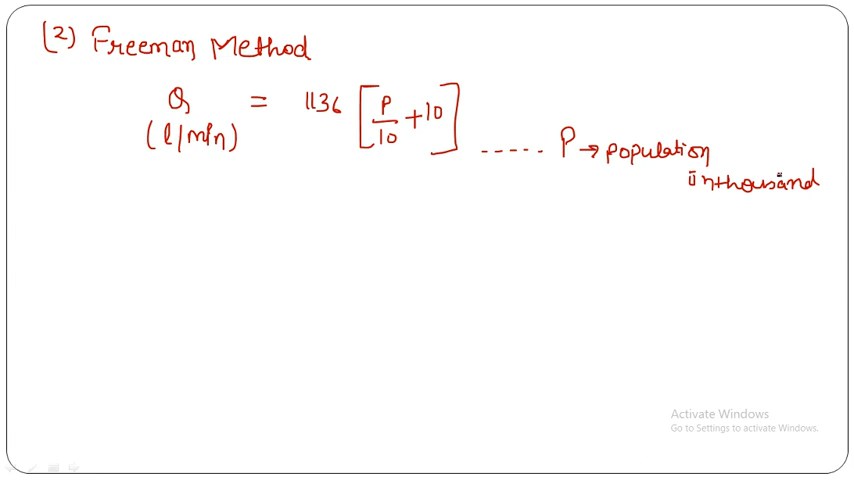 (2) Freeman Method
Q = 1136 [P/10 + 10]
(l/min)
..... P → population
in thousand
Activate Windows
Go to Settings to activate Windows.